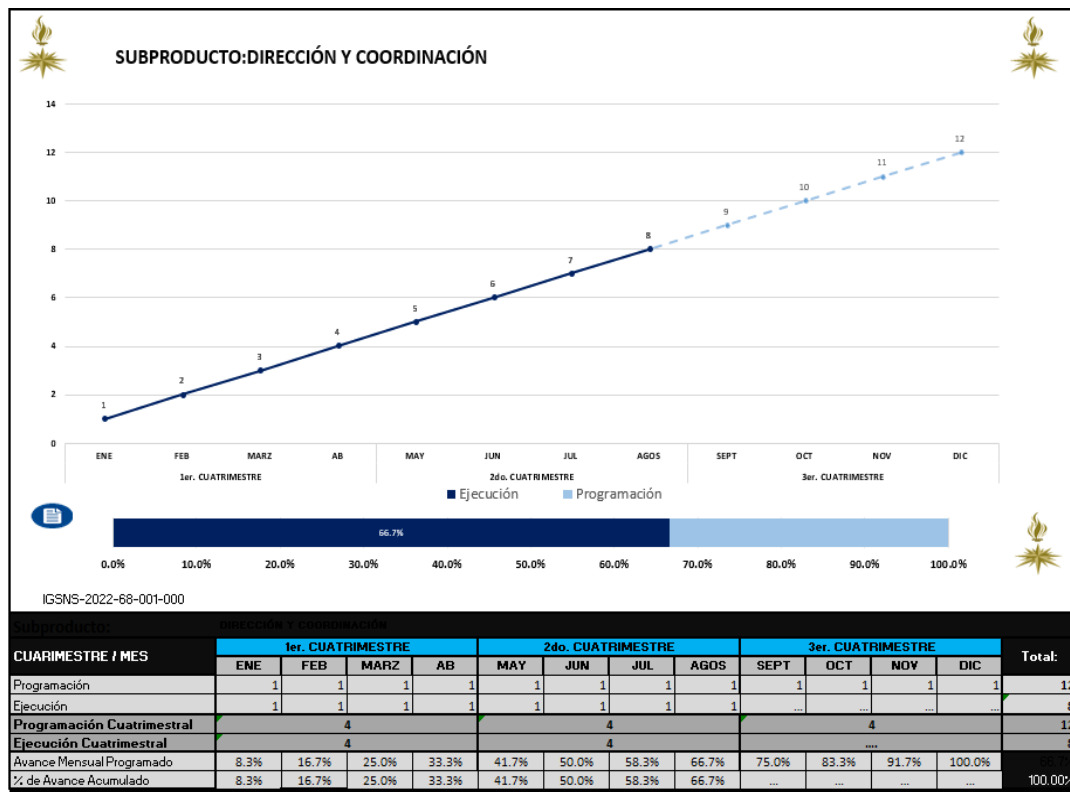 SUBPRODUCTO:DIRECCIÓN Y COORDINACIÓN
14
12
10
8
6
4
2
0
1 2 3 4 5 6 7 8 9 10 11 12
ENE FEB MARZ AB MAY JUN JUL AGOS SEPT OCT NOV DIC
1er. CUATRIMESTRE 2do. CUATRIMESTRE 3er. CUATRIMESTRE
Ejecución Programación
66.7%
0.0% 10.0% 20.0% 30.0% 40.0% 50.0% 60.0% 70.0% 80.0% 90.0% 100.0%
IGSNS-2022-68-001-000
Subproducto: DIRECCIÓN Y COORDINACIÓN
CUARIMESTRE / MES 1er. CUATRIMESTRE 2do. CUATRIMESTRE 3er. CUATRIMESTRE Total:
ENE FEB MARZ AB MAY JUN JUL AGOS SEPT OCT NOV DIC
Programación 1 1 1 1 1 1 1 1 1 1 1 1 12
Ejecución 1 1 1 1 1 1 1 1 ... ... ... ... 8
Programación Cuatrimestral 4 4 4 12
Ejecución Cuatrimestral 4 4 .... 8
Avance Mensual Programado 8.3% 16.7% 25.0% 33.3% 41.7% 50.0% 58.3% 66.7% 75.0% 83.3% 91.7% 100.0% 66.7%
% de Avance Acumulado 8.3% 16.7% 25.0% 33.3% 41.7% 50.0% 58.3% 66.7% ... ... ... ... 100.00%